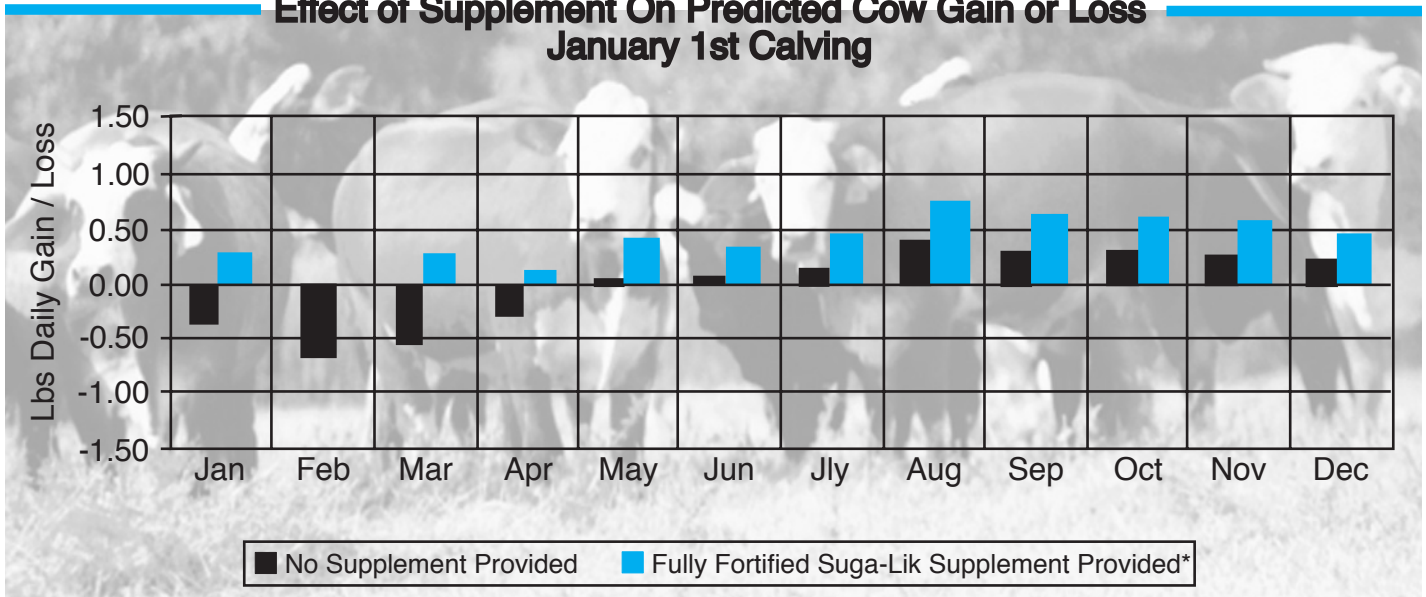 Effect of Supplement On Predicted Cow Gain or Loss
January 1st Calving
Lbs Daily Gain / Loss
1.50
1.00
0.50
0.00
-0.50
-1.00
-1.50
Jan Feb Mar Apr May Jun Jly Aug Sep Oct Nov Dec
No Supplement Provided Fully Fortified Suga-Lik Supplement Provided*